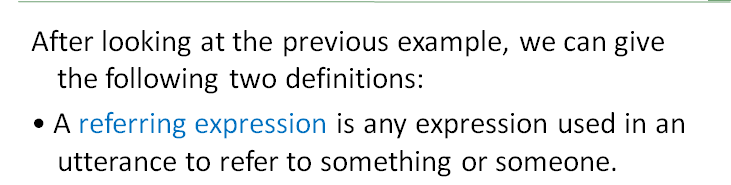 After looking at the previous example, we can give
the following two definitions:
• A referring expression is any expression used in an
utterance to refer to something or someone.